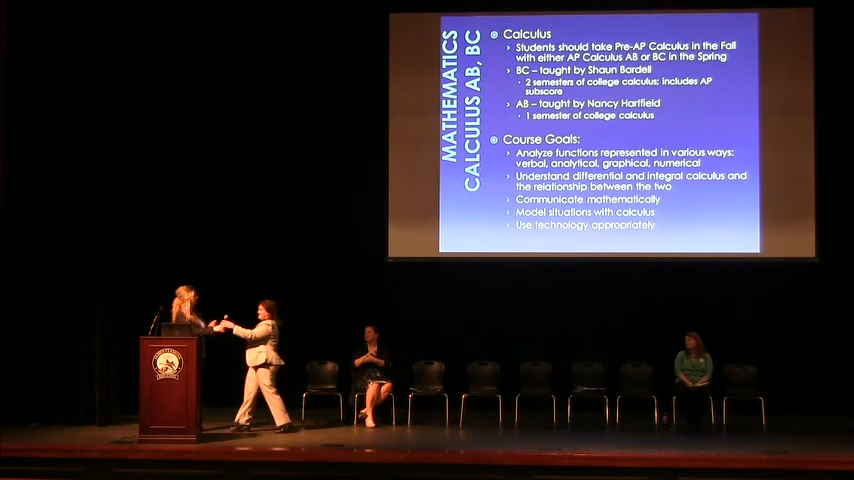 MATHEMATICS
CALCULUS AB, BC
Calculus
Students should take Pre-AP Calculus in the Fall
with either AP Calculus AB or BC in the Spring
BC – taught by Shaun Bardell
2 semesters of college calculus; includes AP
subscore
AB – taught by Nancy Hartfield
1 semester of college calculus
Course Goals:
Analyze functions represented in various ways:
verbal, analytical, graphical, numerical
Understand differential and integral calculus and
the relationship between the two
Communicate mathematically
Model situations with calculus
Use technology appropriately